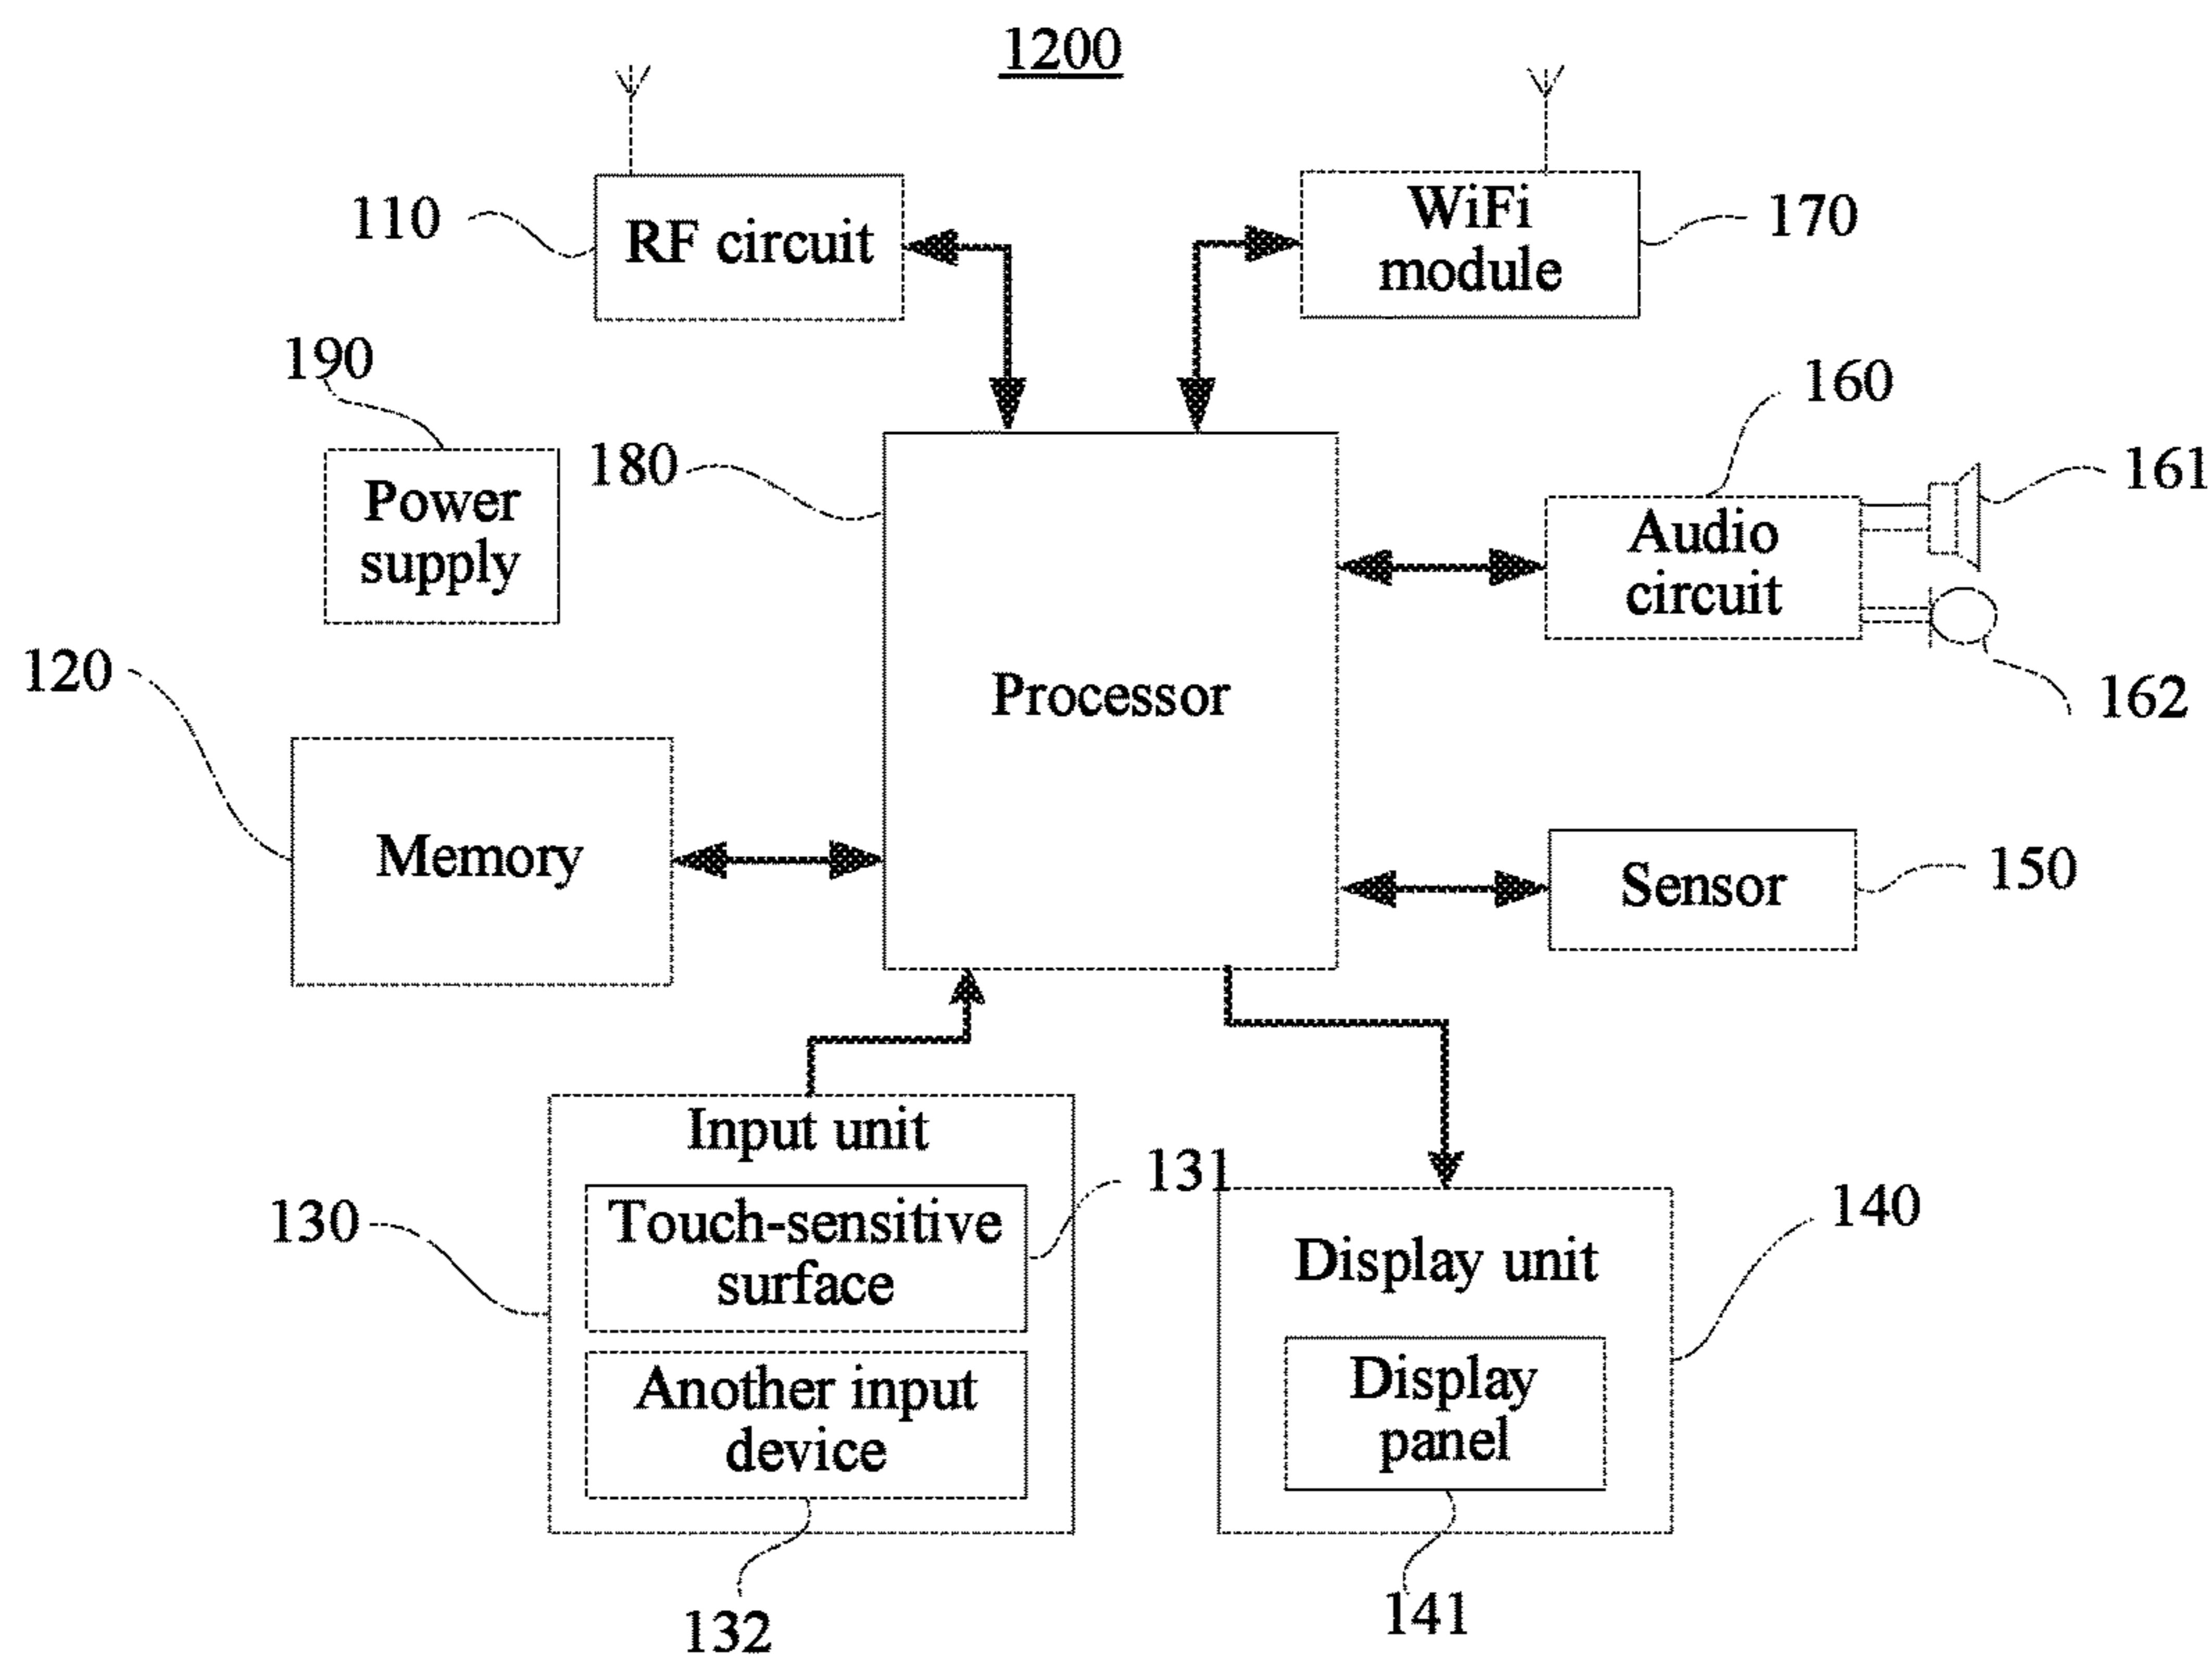 1200
110
RF circuit
WiFi
module
170
190
Power
supply
180
160
Audio
circuit
161
162
120
Memory
Processor
Sensor
150
Input unit
130
Touch-sensitive
surface
131
Another input
device
132
Display unit
140
Display
panel
141